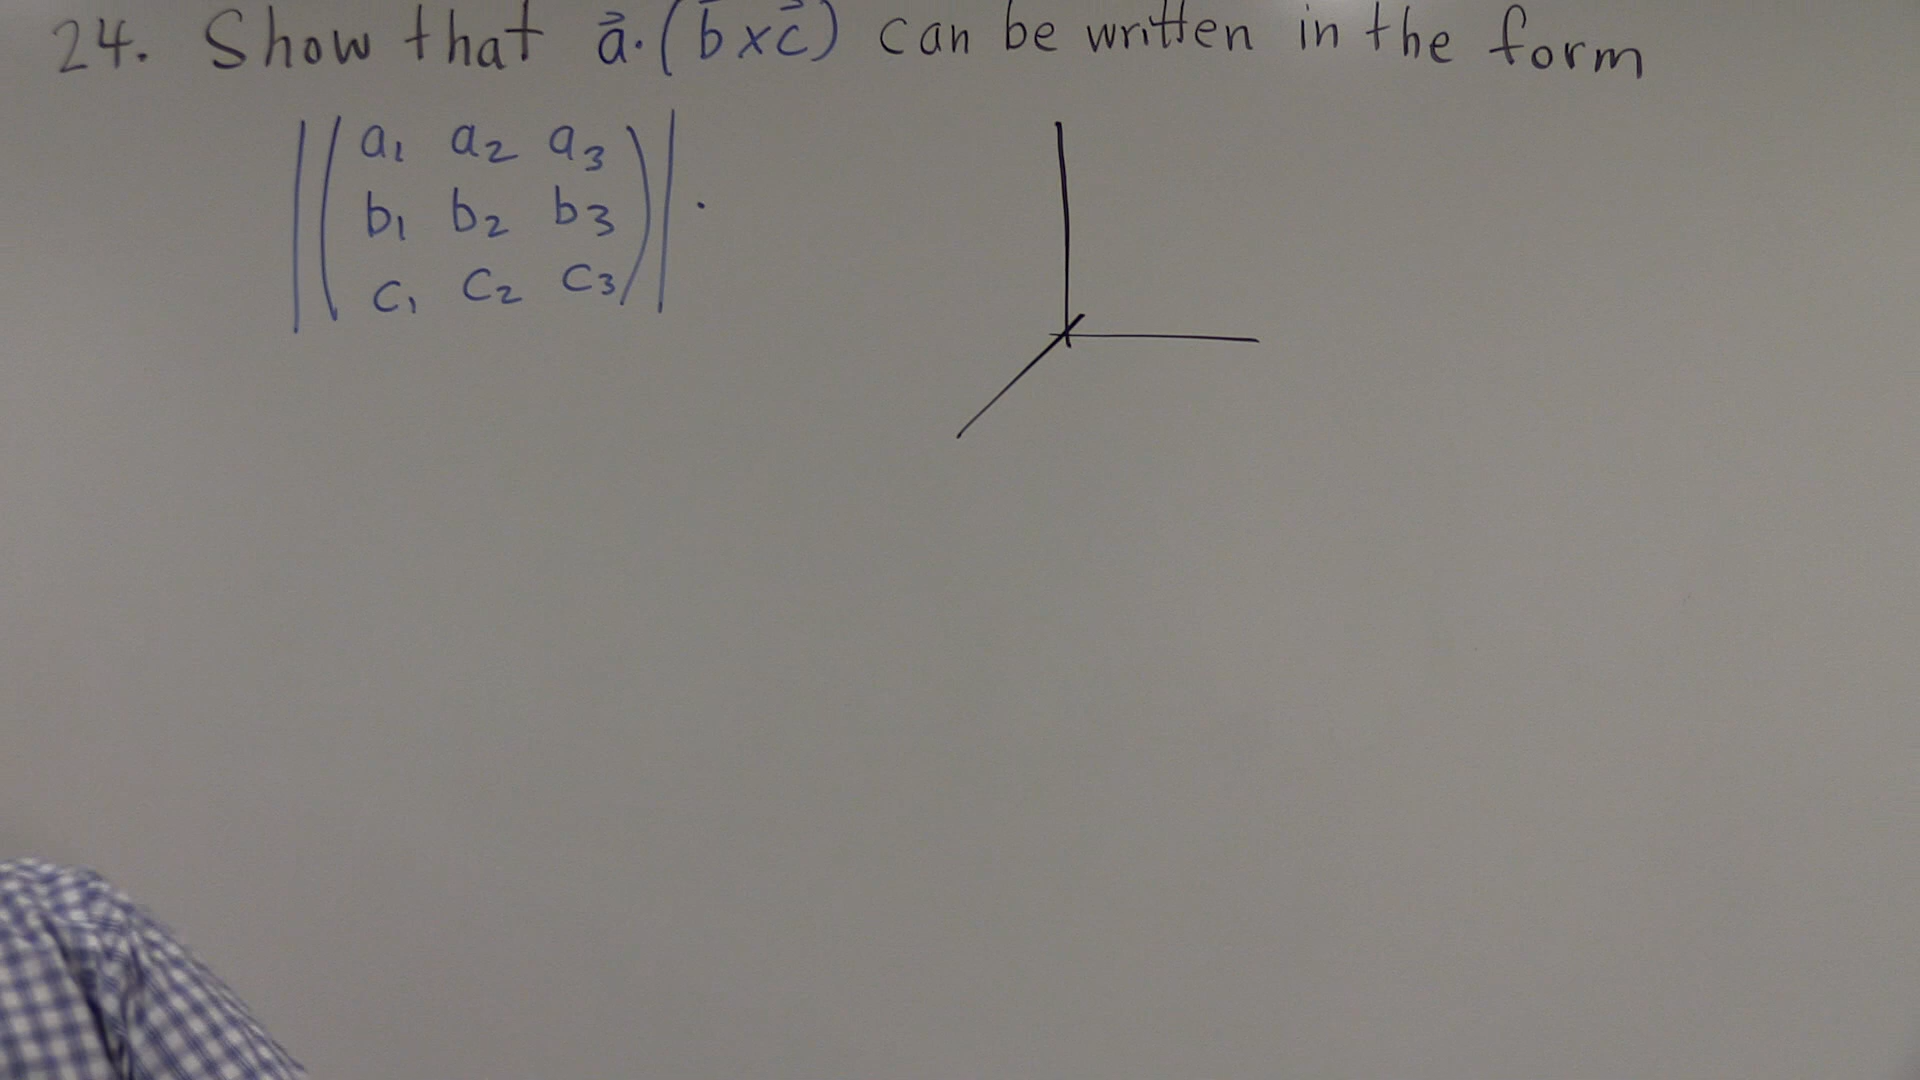 24. Show that a⃗·(b⃗×c⃗) can be written in the form
|(a₁ a₂ a₃
b₁ b₂ b₃
c₁ c₂ c₃)|.